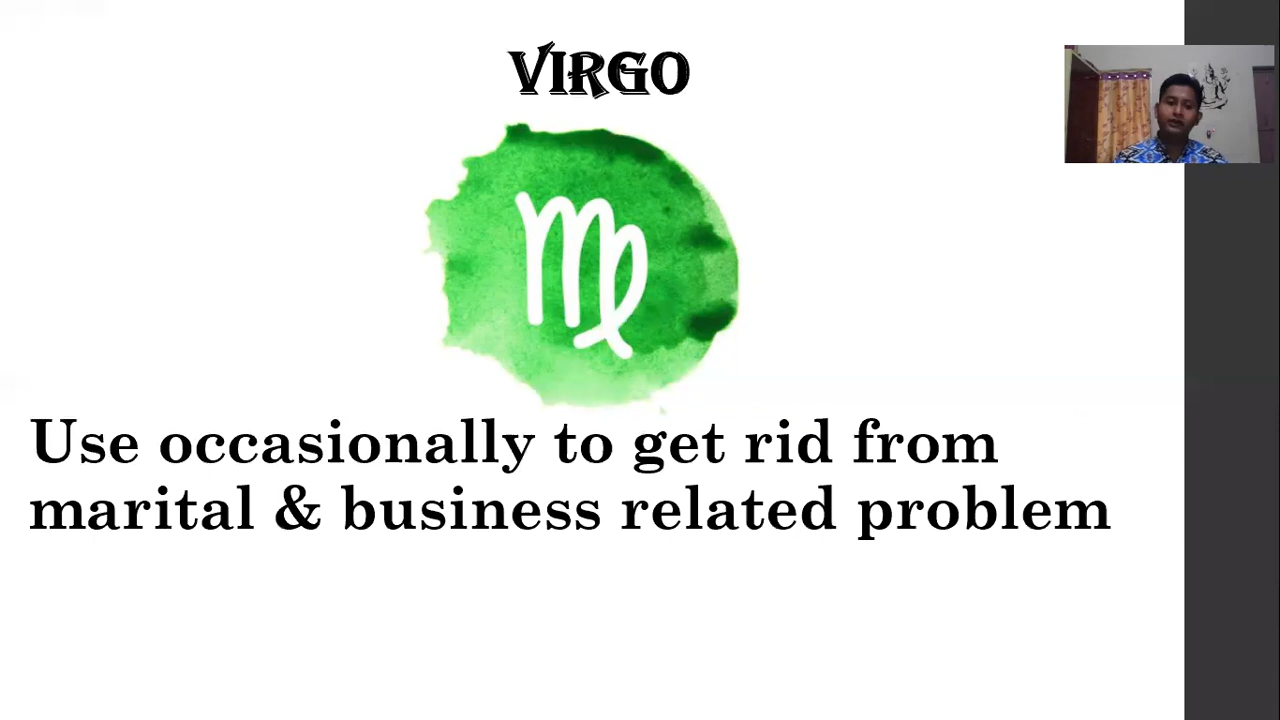 VIRGO
Use occasionally to get rid from
marital & business related problem